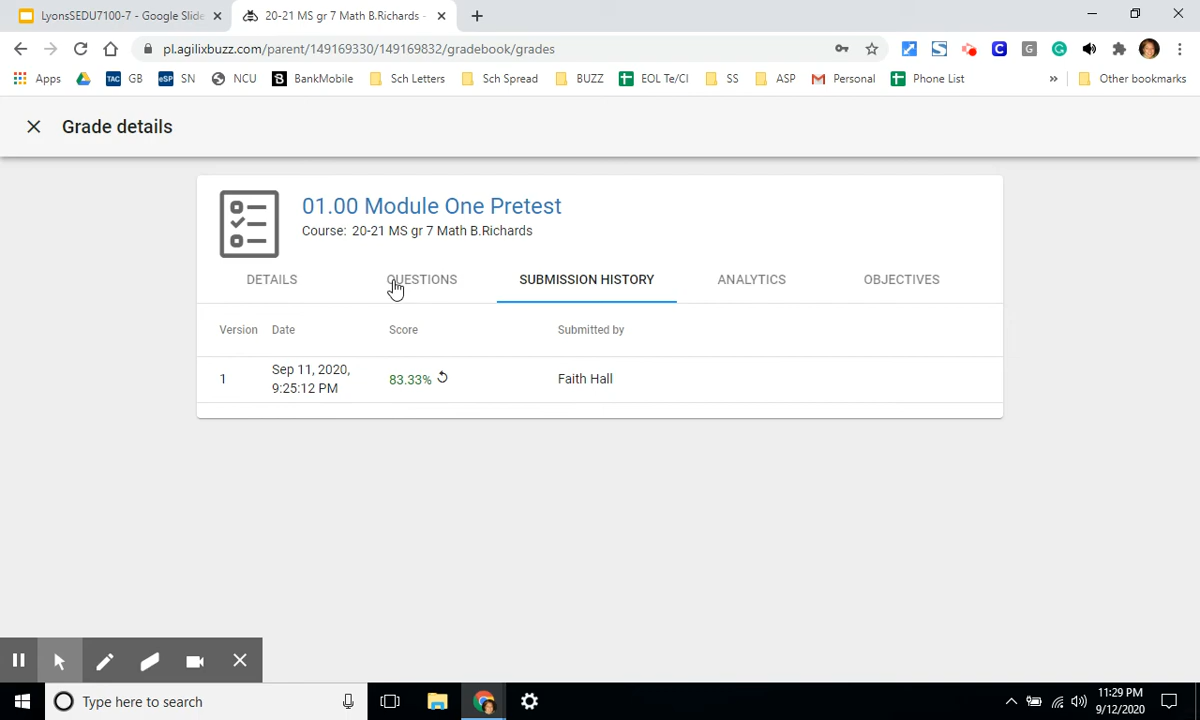 LyonsSEDU7100-7 - Google Slide
20-21 MS gr 7 Math B.Richards -
pl.agilixbuzz.com/parent/149169330/149169832/gradebook/grades
Apps TAC GB eSP SN NCU BankMobile Sch Letters Sch Spread BUZZ EOL Te/CI SS ASP Personal Phone List » Other bookmarks
Grade details
01.00 Module One Pretest
Course: 20-21 MS gr 7 Math B.Richards
DETAILS QUESTIONS SUBMISSION HISTORY ANALYTICS OBJECTIVES
Version Date Score Submitted by
1 Sep 11, 2020, 83.33% Faith Hall
9:25:12 PM
Type here to search
11:29 PM
9/12/2020